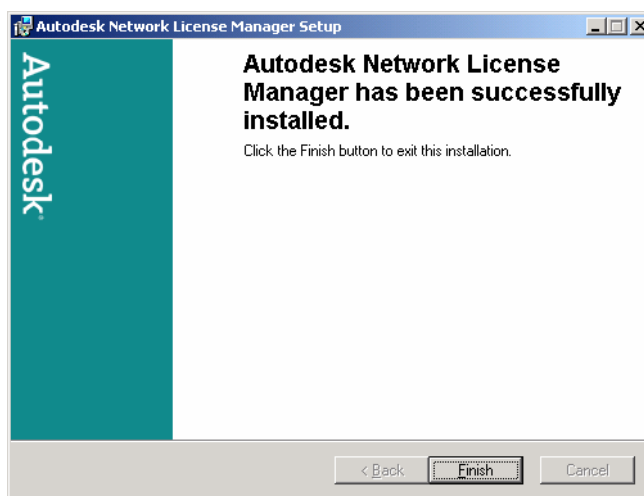 Autodesk Network License Manager Setup
Autodesk
Autodesk Network License
Manager has been successfully
installed.
Click the Finish button to exit this installation.
< Back
Finish
Cancel